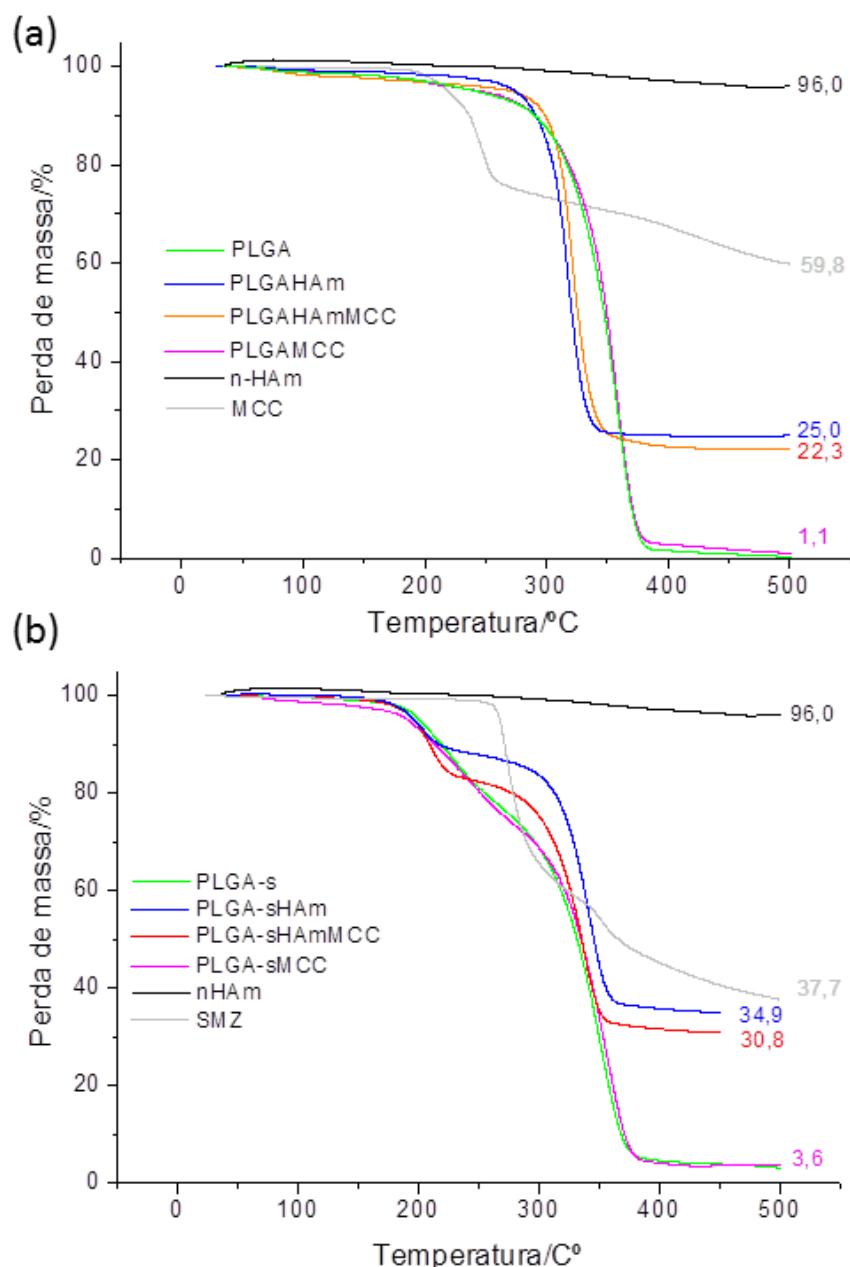 (a)
100
80
60
40
20
0
Perda de massa/%
96,0
59,8
PLGA
PLGAHAm
PLGAHAmMCC
PLGAMCC
n-HAm
MCC
25,0
22,3
1,1
0
100
200
300
400
500
Temperatura/ºC
(b)
100
80
60
40
20
0
Perda de massa/%
96,0
PLGA-s
PLGA-sHAm
PLGA-sHAmMCC
PLGA-sMCC
nHAm
SMZ
37,7
34,9
30,8
3,6
0
100
200
300
400
500
Temperatura/Cº